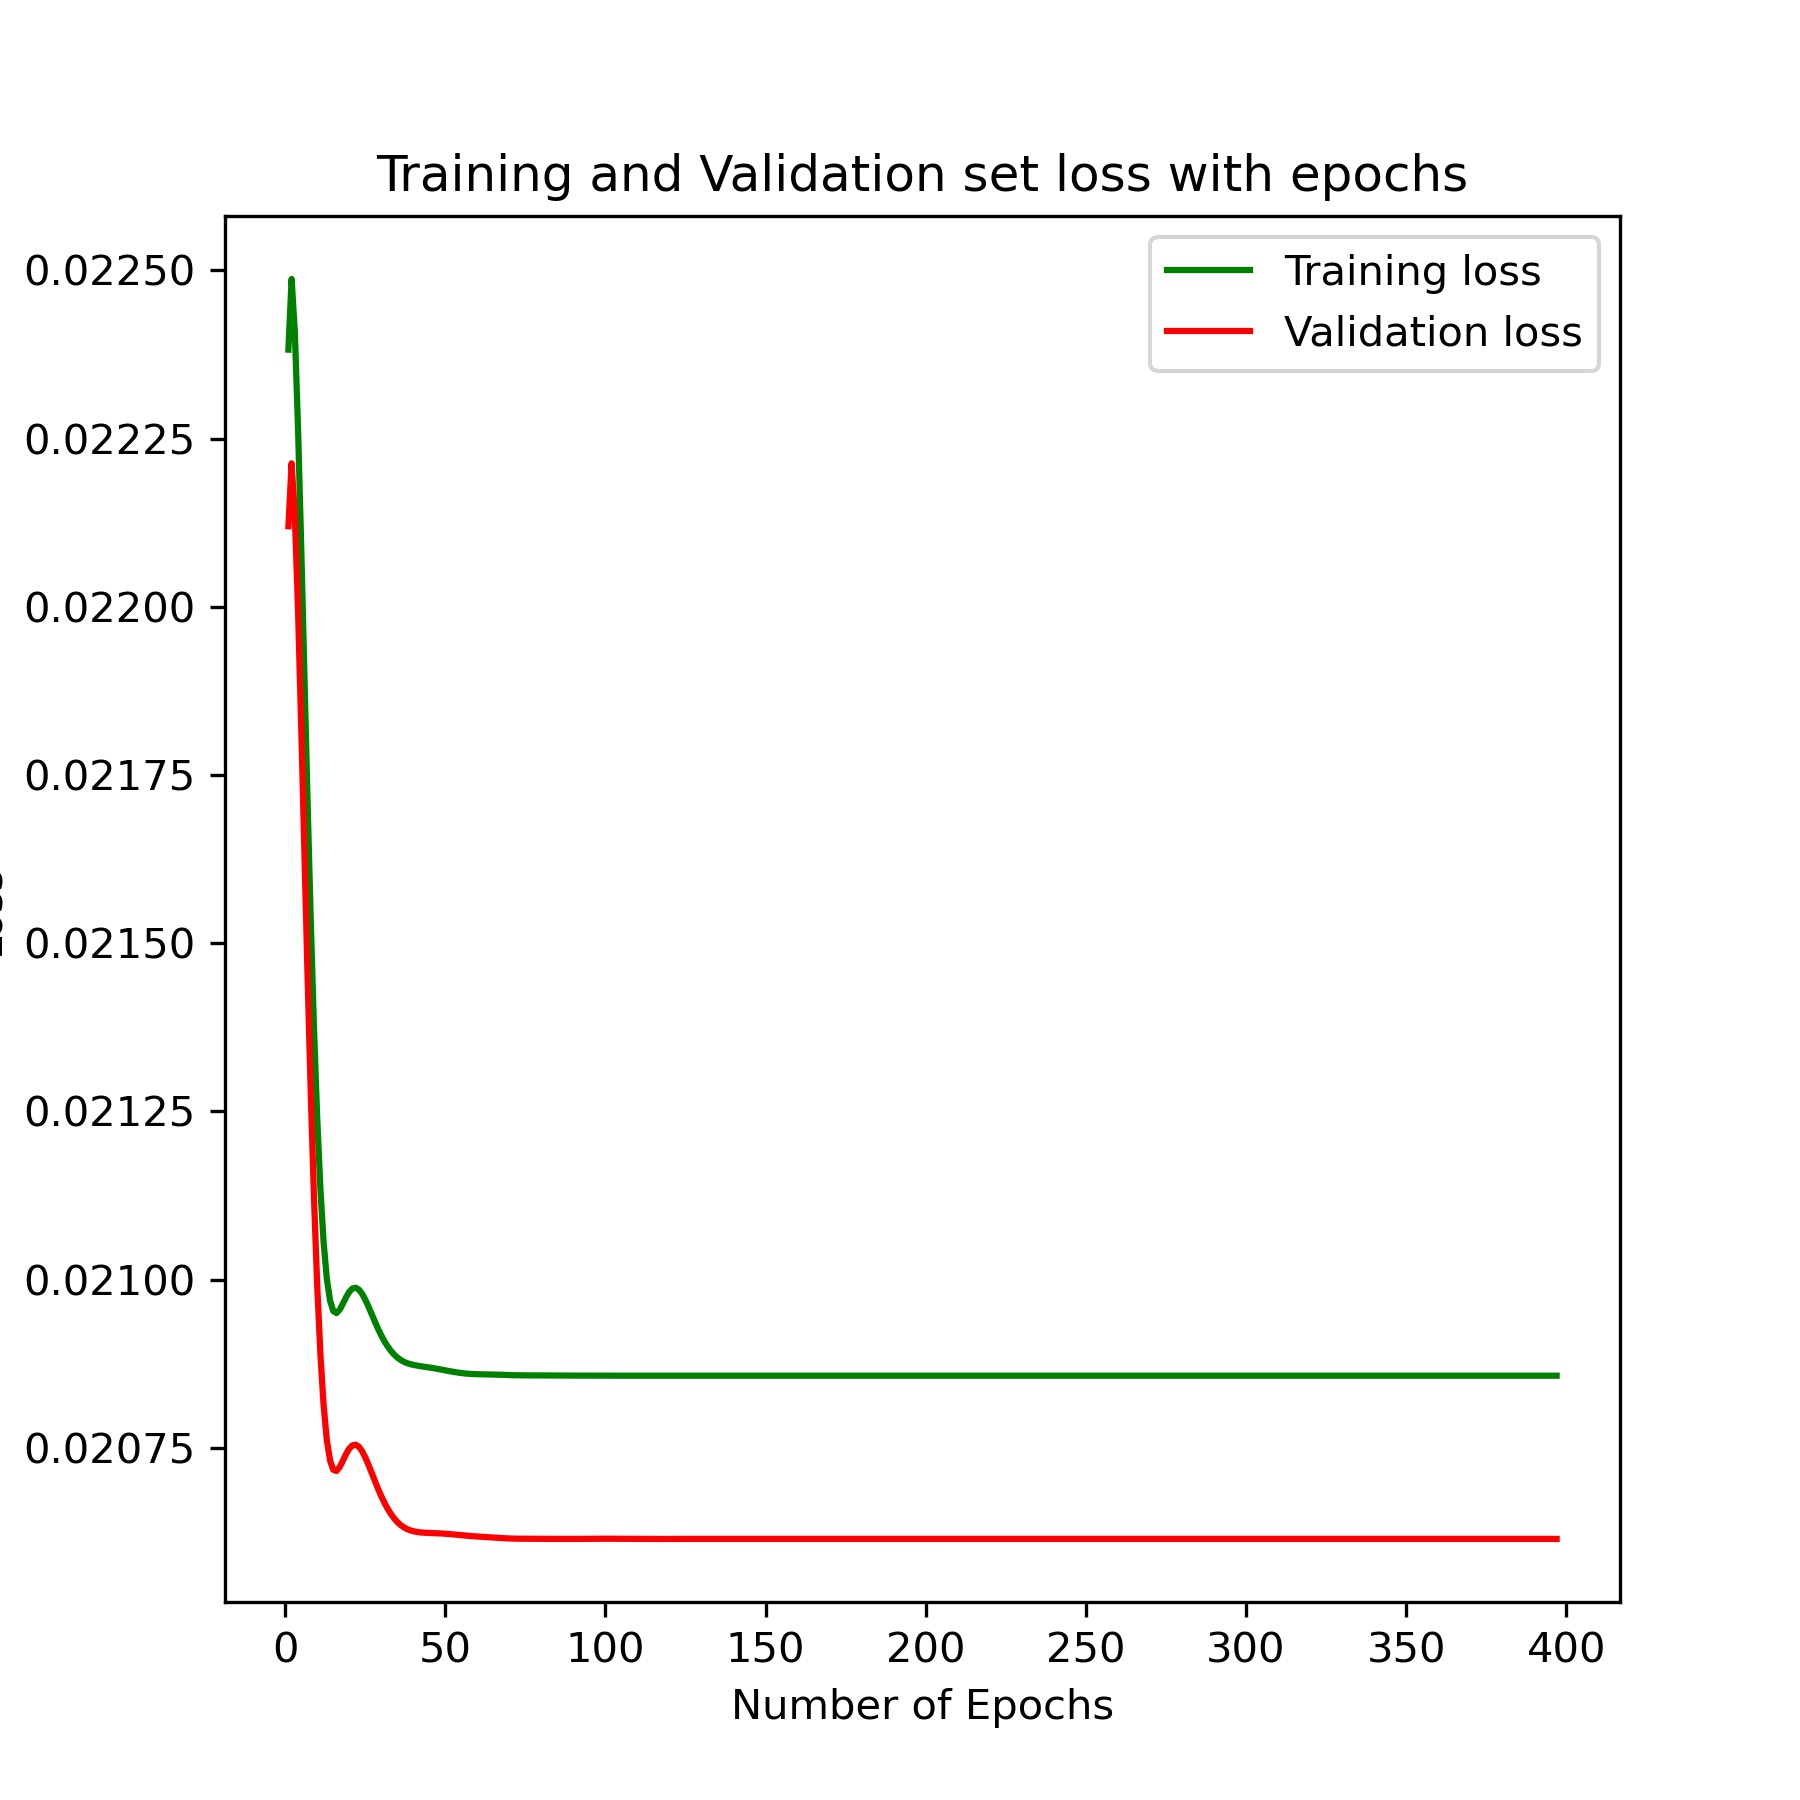 Training and Validation set loss with epochs
Training loss
Validation loss
0.02250
0.02225
0.02200
0.02175
0.02150
0.02125
0.02100
0.02075
0 50 100 150 200 250 300 350 400
Number of Epochs